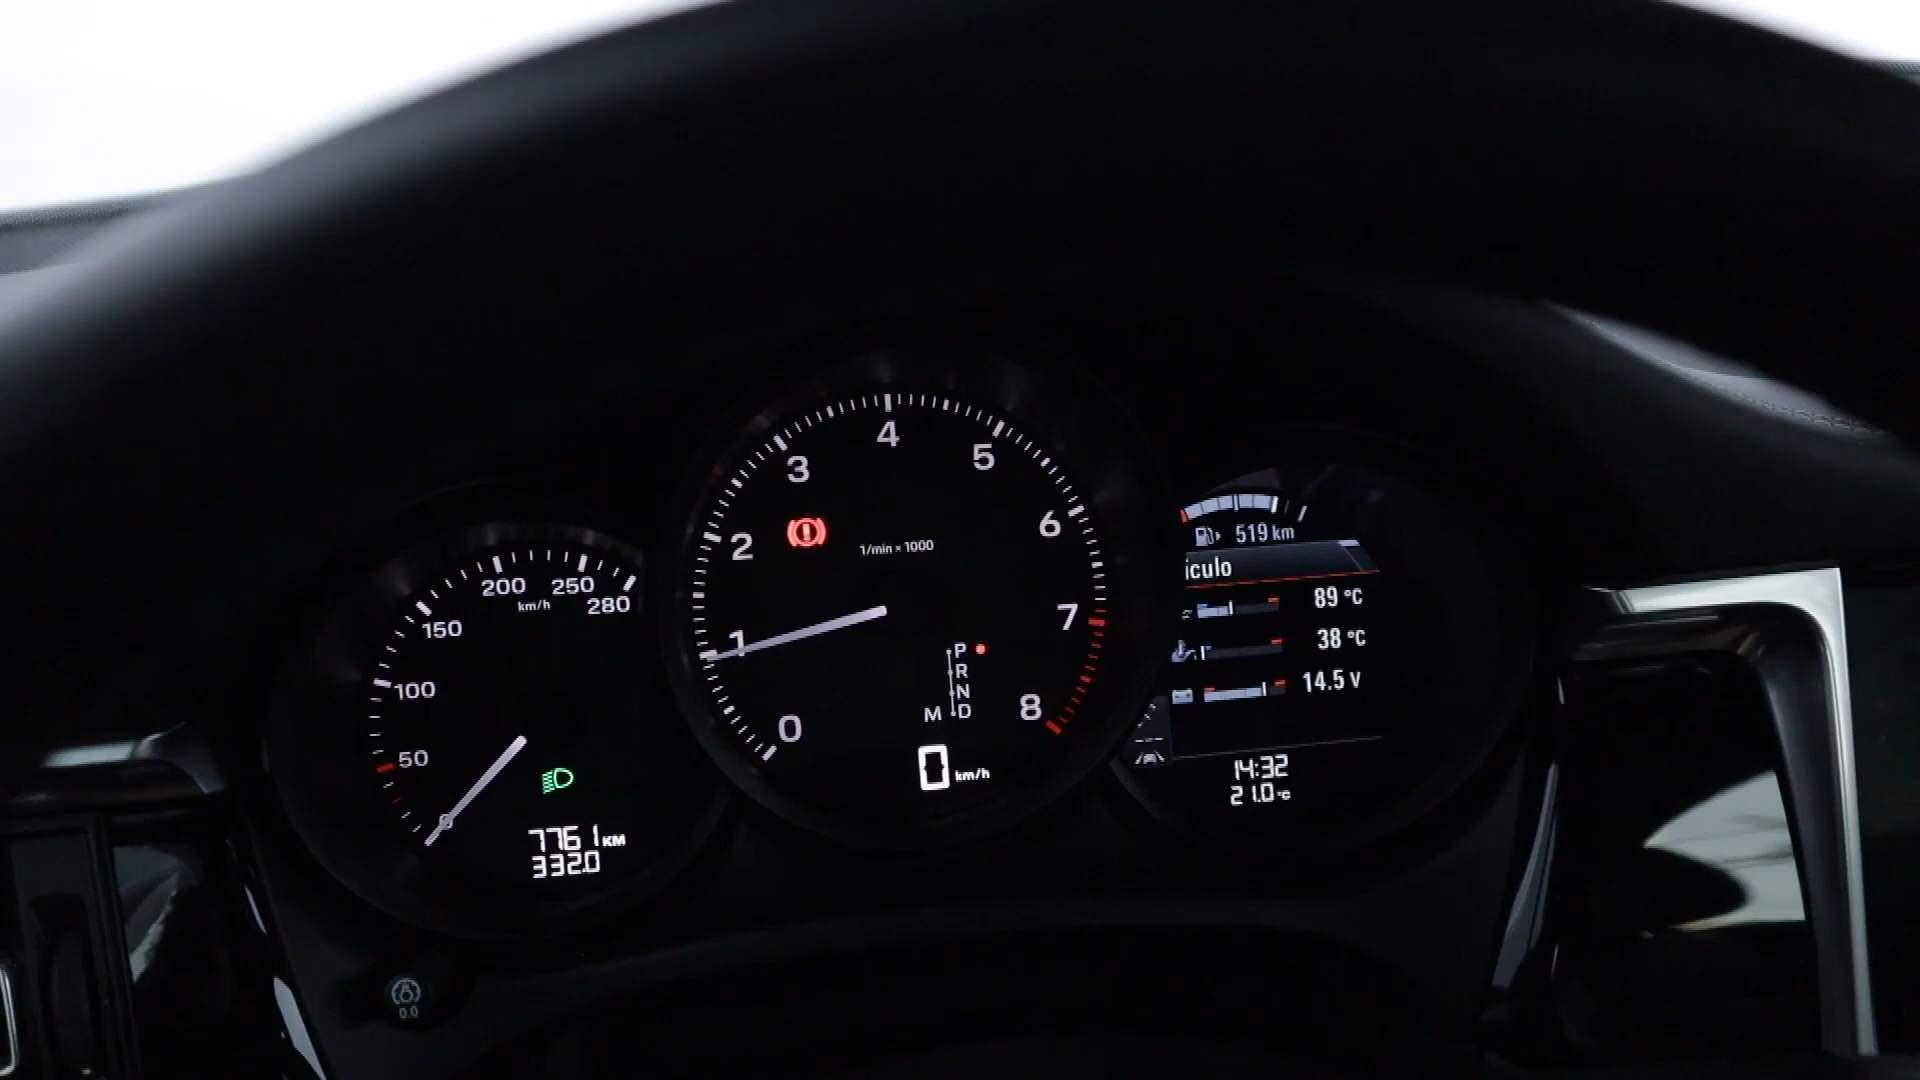 50
100
150
200
250
280
km/h
7761 KM
332.0
0.0
0
1
2
3
4
5
6
7
8
1/min × 1000
P
R
N
M D
0 km/h
519 km
ículo
89 °C
38 °C
14.5 V
14:32
21.0 °C